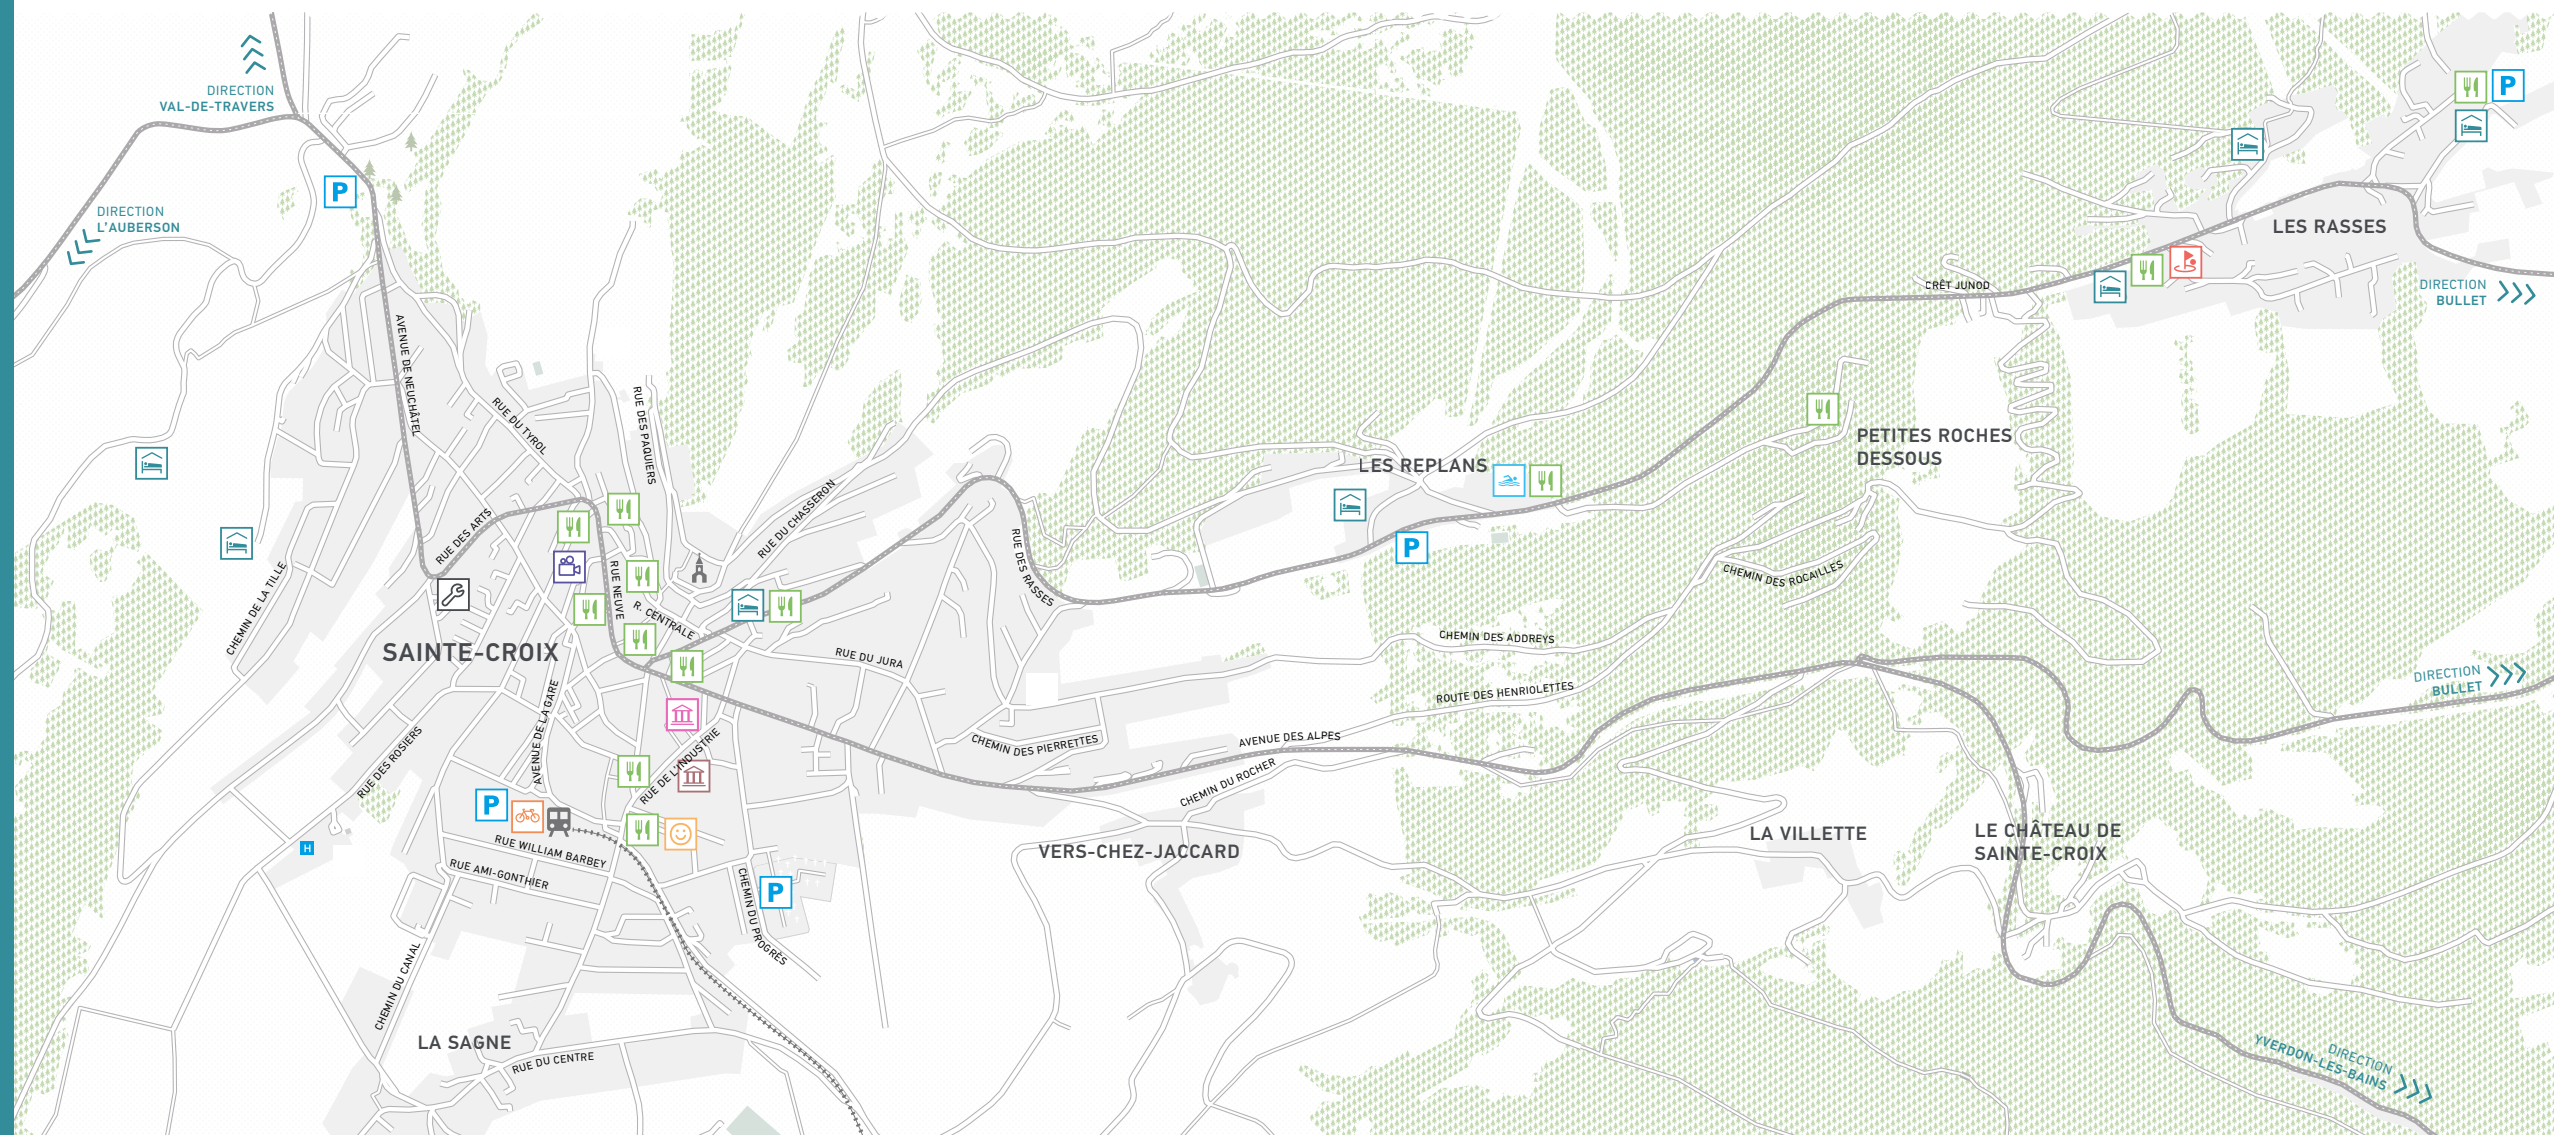 DIRECTION
VAL-DE-TRAVERS
DIRECTION
L'AUBERSON
P
P
LES RASSES
DIRECTION
BULLET
CRÊT JUNOD
AVENUE DE NEUCHÂTEL
RUE DU TYROL
RUE DES PAQUIERS
PETITES ROCHES
DESSOUS
LES REPLANS
P
RUE DU CHASSERON
RUE DES ARTS
RUE DES RASSES
RUE NEUVE
R. CENTRALE
CHEMIN DE LA TILLE
CHEMIN DES ROCAILLES
SAINTE-CROIX
CHEMIN DES ADDREYS
RUE DU JURA
DIRECTION
BULLET
ROUTE DES HENRIOLETTES
AVENUE DE LA GARE
CHEMIN DES PIERRETTES
AVENUE DES ALPES
RUE DES ROSIERS
RUE DE L'INDUSTRIE
CHEMIN DU ROCHER
P
H
LA VILLETTE
LE CHÂTEAU DE
SAINTE-CROIX
VERS-CHEZ-JACCARD
RUE WILLIAM BARBEY
RUE AMI-GONTHIER
P
CHEMIN DU PROGRÈS
CHEMIN DU CANAL
LA SAGNE
RUE DU CENTRE
DIRECTION
YVERDON-LES-BAINS